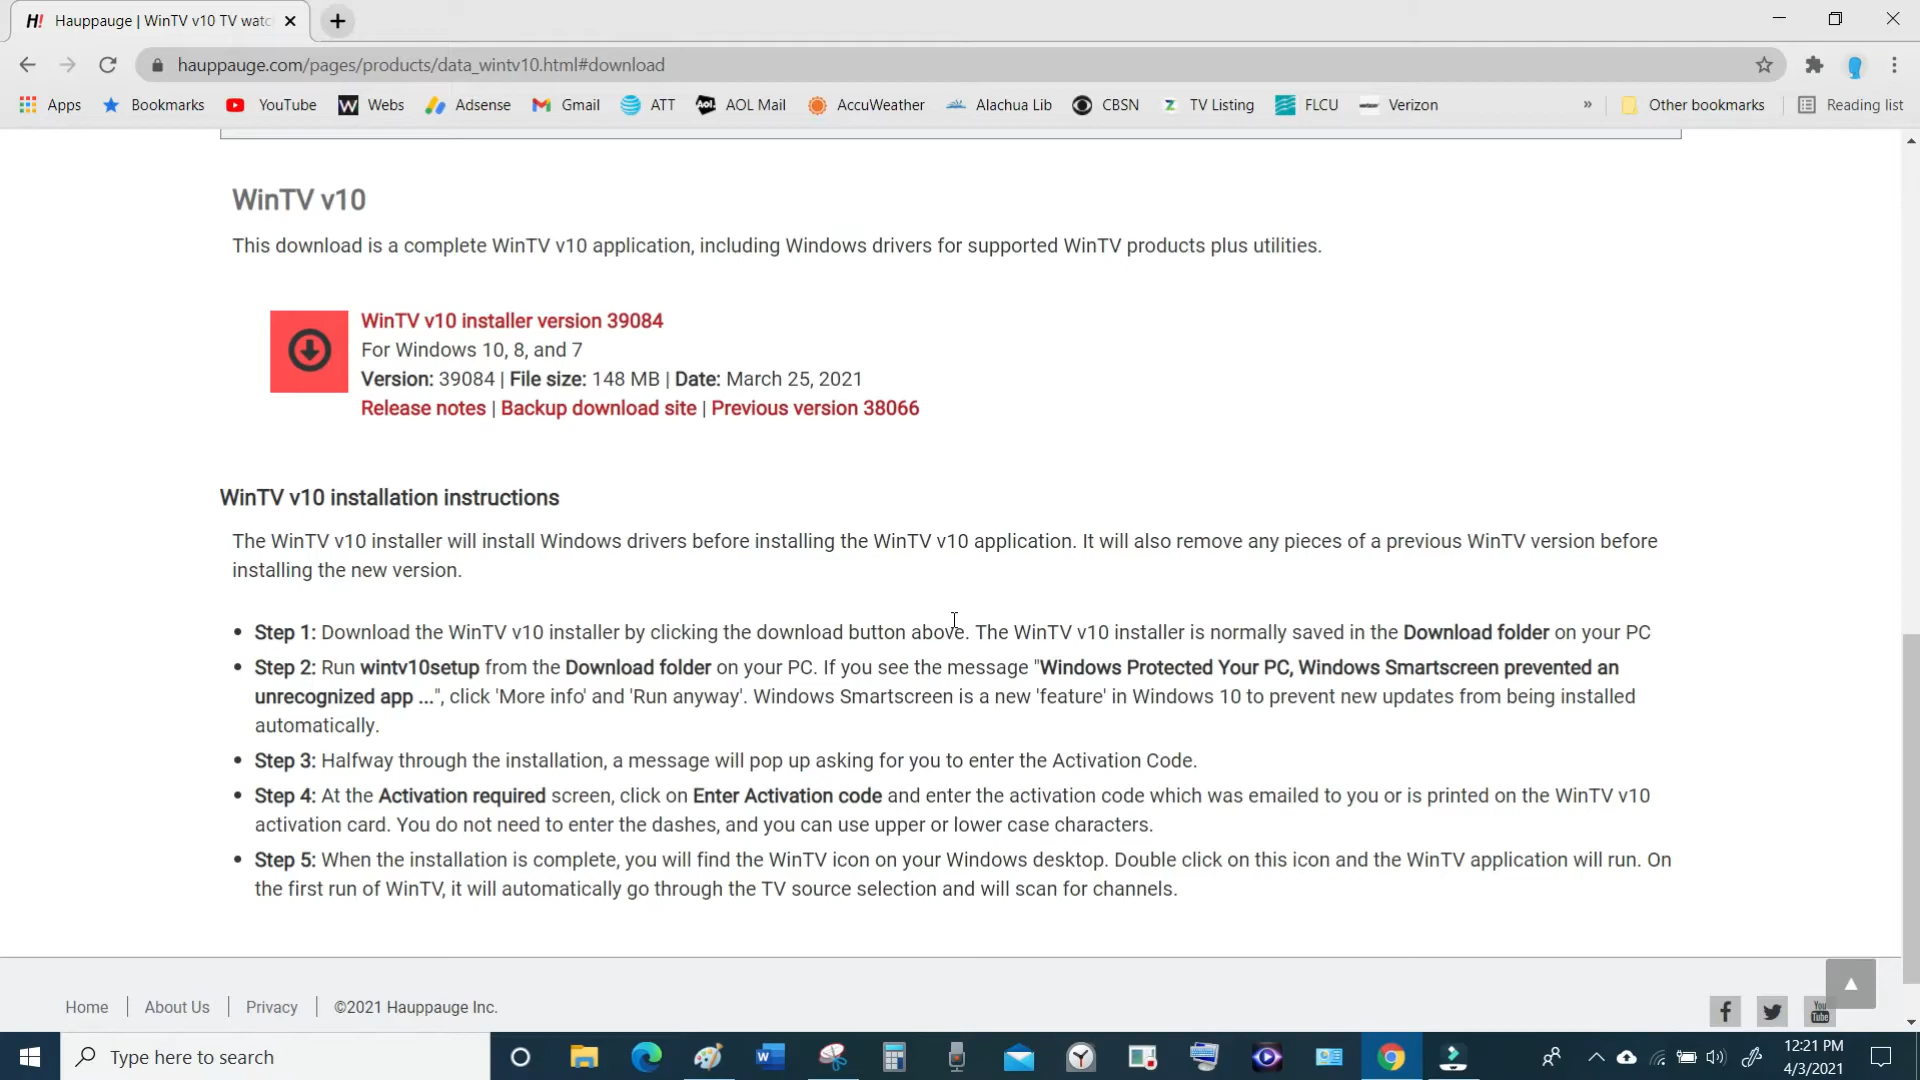 H! Hauppauge | WinTV v10 TV watc
hauppauge.com/pages/products/data_wintv10.html#download
Apps Bookmarks YouTube W Webs Adsense Gmail ATT Aol. AOL Mail AccuWeather Alachua Lib CBSN Z TV Listing FLCU Verizon » Other bookmarks Reading list
WinTV v10
This download is a complete WinTV v10 application, including Windows drivers for supported WinTV products plus utilities.
WinTV v10 installer version 39084
For Windows 10, 8, and 7
Version: 39084 | File size: 148 MB | Date: March 25, 2021
Release notes | Backup download site | Previous version 38066
WinTV v10 installation instructions
The WinTV v10 installer will install Windows drivers before installing the WinTV v10 application. It will also remove any pieces of a previous WinTV version before
installing the new version.
• Step 1: Download the WinTV v10 installer by clicking the download button above. The WinTV v10 installer is normally saved in the Download folder on your PC
• Step 2: Run wintv10setup from the Download folder on your PC. If you see the message "Windows Protected Your PC, Windows Smartscreen prevented an
unrecognized app ...", click 'More info' and 'Run anyway'. Windows Smartscreen is a new 'feature' in Windows 10 to prevent new updates from being installed
automatically.
• Step 3: Halfway through the installation, a message will pop up asking for you to enter the Activation Code.
• Step 4: At the Activation required screen, click on Enter Activation code and enter the activation code which was emailed to you or is printed on the WinTV v10
activation card. You do not need to enter the dashes, and you can use upper or lower case characters.
• Step 5: When the installation is complete, you will find the WinTV icon on your Windows desktop. Double click on this icon and the WinTV application will run. On
the first run of WinTV, it will automatically go through the TV source selection and will scan for channels.
Home | About Us | Privacy | ©2021 Hauppauge Inc.
You Tube
Type here to search
12:21 PM
4/3/2021